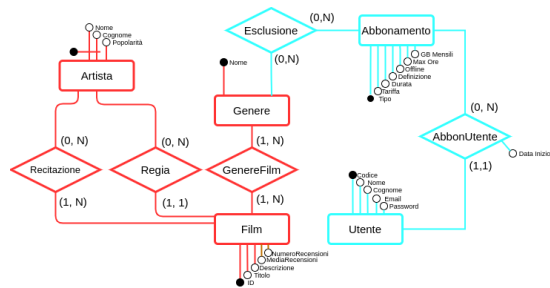 Nome
Cognome
Popolarità
Artista
(0, N)
(0, N)
Recitazione
Regia
(1, N)
(1, 1)
Nome
Genere
(1, N)
GenereFilm
(1, N)
Film
NumeroRecensioni
MediaRecensioni
Descrizione
Titolo
ID
Esclusione
(0,N)
(0,N)
Abbonamento
GB Mensili
Max Ore
Offline
Definizione
Durata
Tariffa
Tipo
(0, N)
AbbonUtente
Data Inizio
(1,1)
Codice
Nome
Cognome
Email
Password
Utente